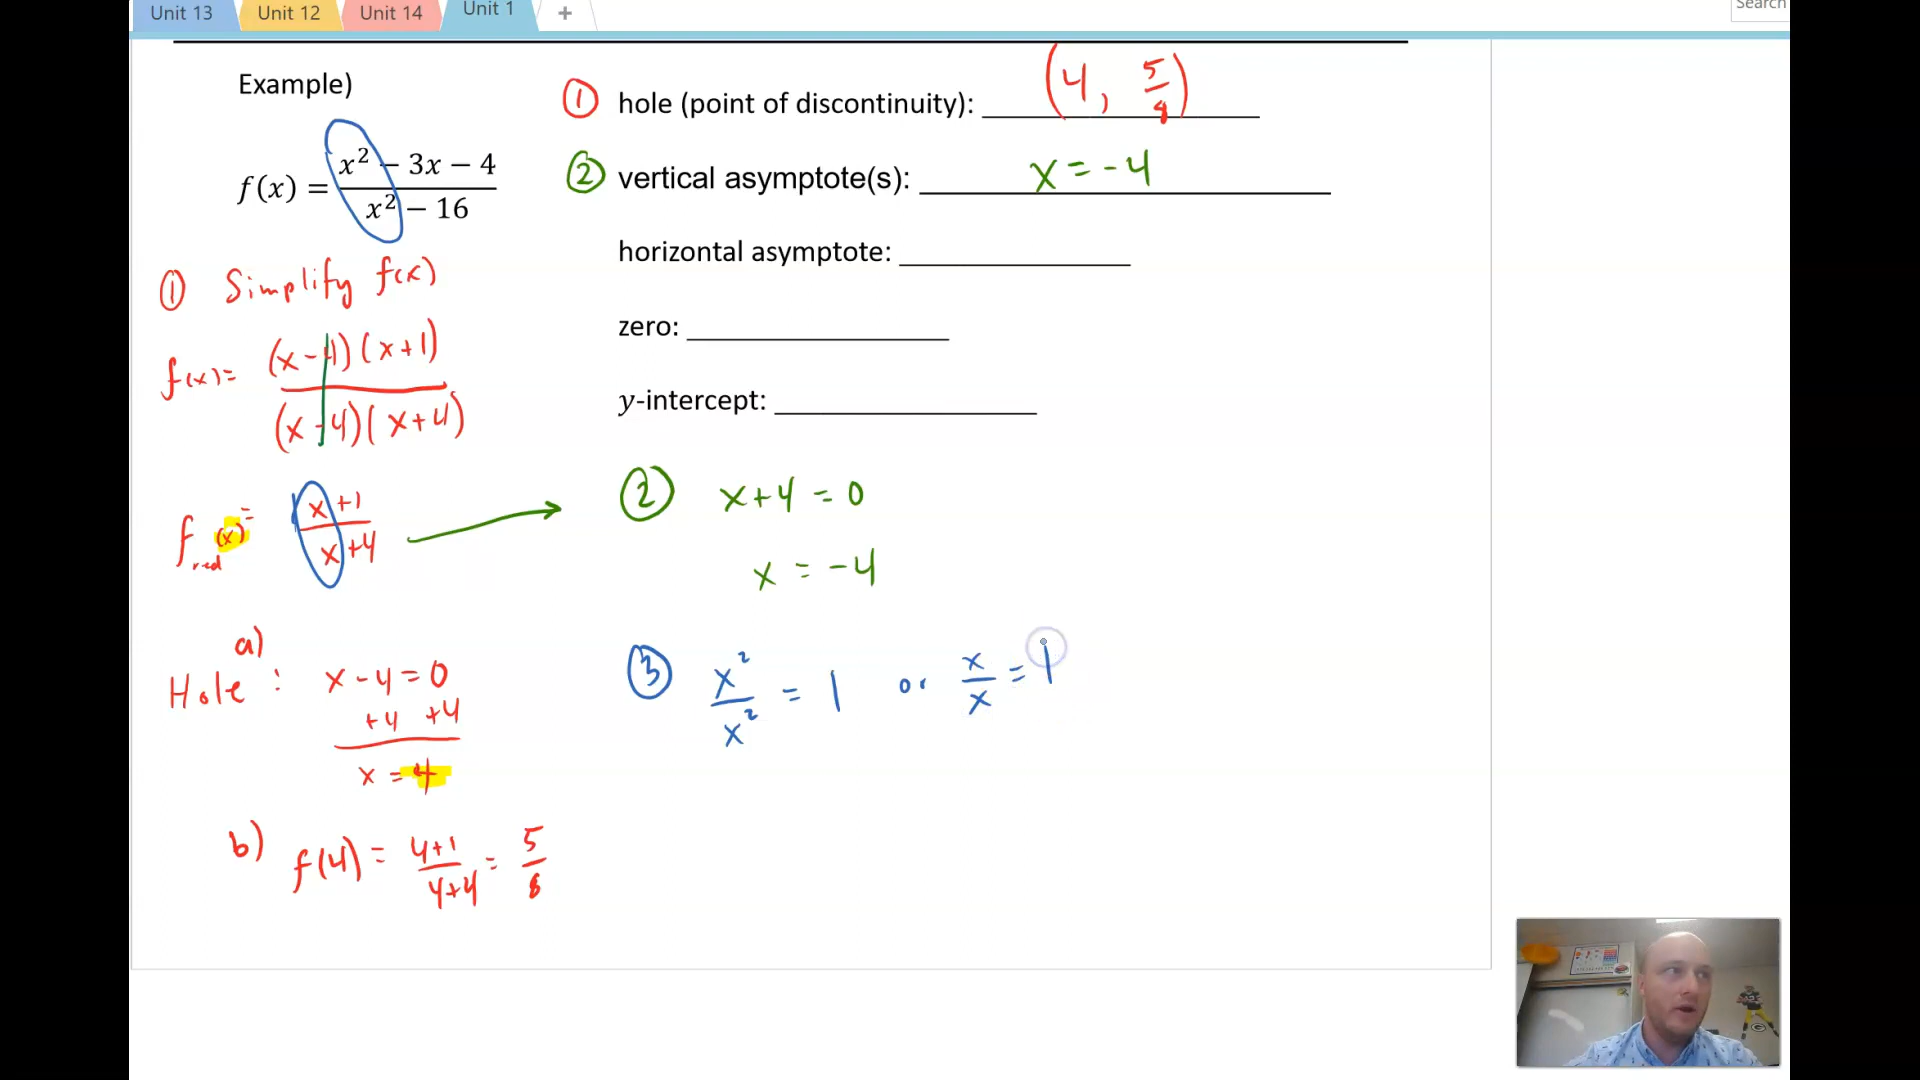 Unit 13 Unit 12 Unit 14 Unit 1 +
Search
Example)
f(x) = x² − 3x − 4 / x² − 16
① hole (point of discontinuity): (4, 5/8)
② vertical asymptote(s): x = -4
horizontal asymptote:
zero:
y-intercept:
① Simplify f(x)
f(x) = (x-4)(x+1) / (x-4)(x+4)
f red (x) = x+1 / x+4
a)
Hole : x - 4 = 0
+4 +4
x = 4
b) f(4) = 4+1 / 4+4 = 5/8
② x+4 = 0
x = -4
③ x² / x² = 1 or x / x = 1